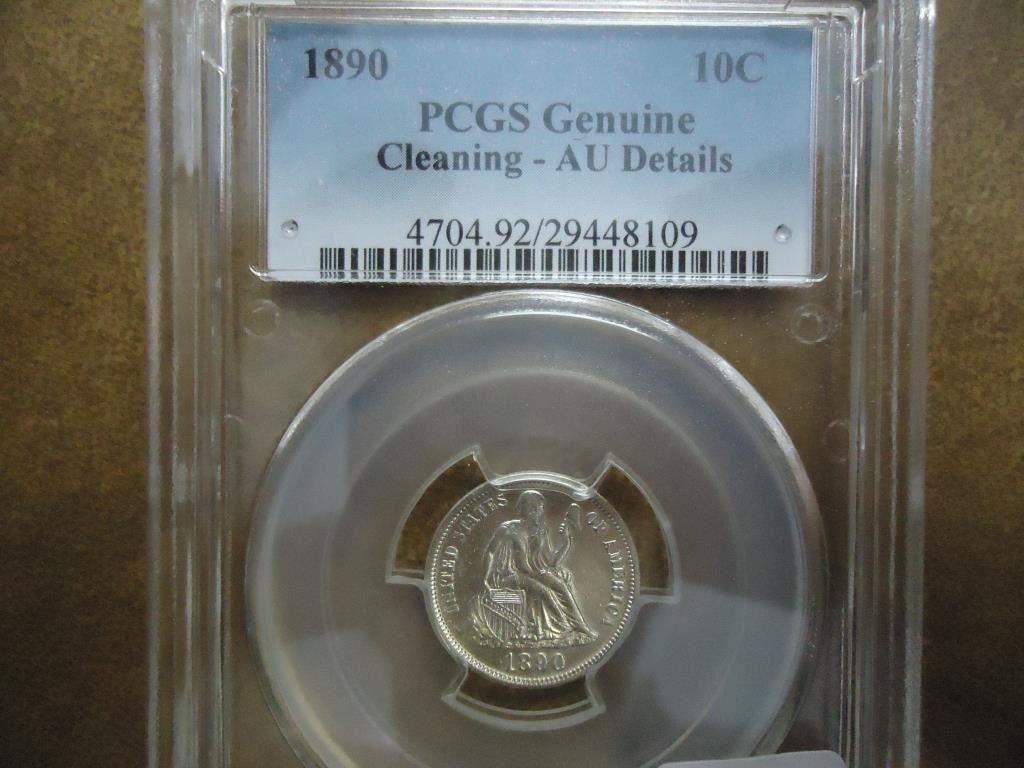 1890 10C
PCGS Genuine
Cleaning - AU Details
4704.92/29448109
UNITED STATES OF AMERICA
1890